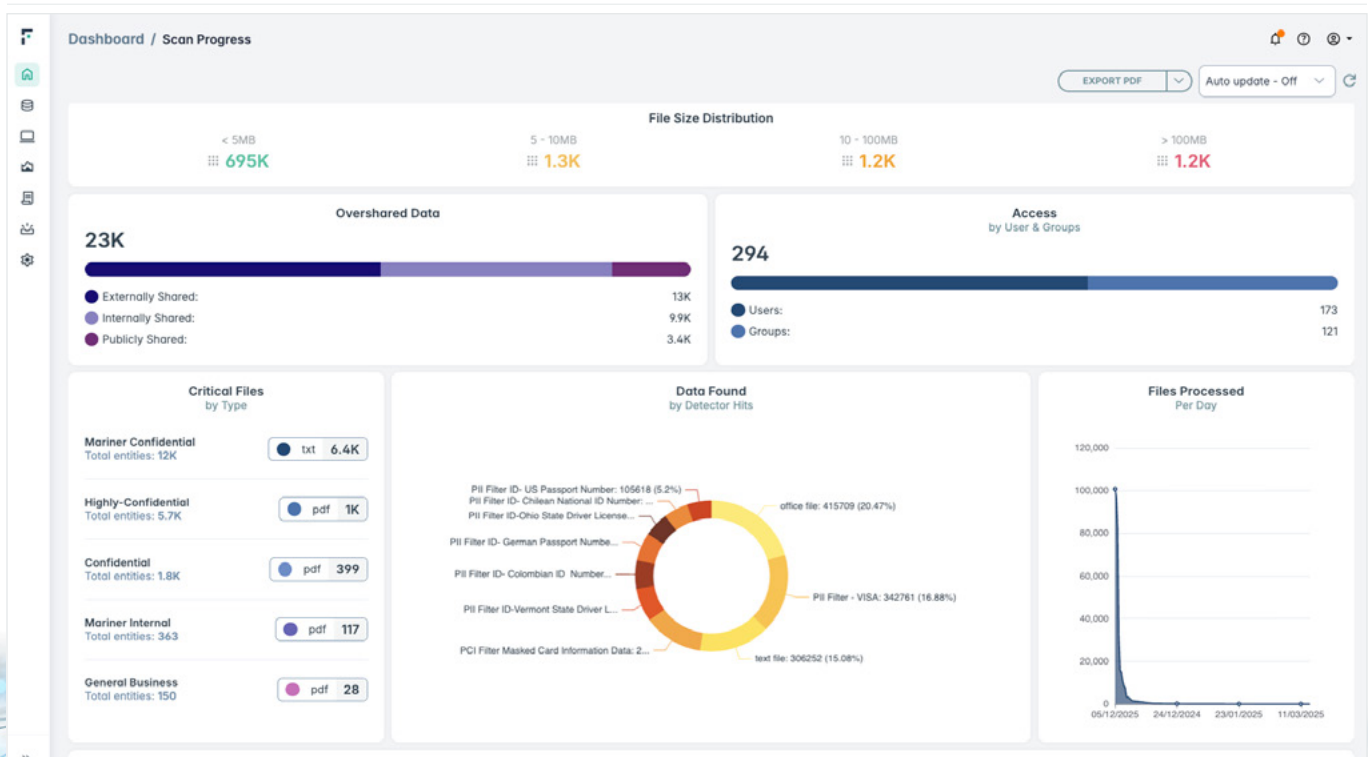 Dashboard / Scan Progress
EXPORT PDF
Auto update - Off
File Size Distribution
< 5MB
695K
5 - 10MB
1.3K
10 - 100MB
1.2K
> 100MB
1.2K
Overshared Data
23K
Externally Shared: 13K
Internally Shared: 9.9K
Publicly Shared: 3.4K
Access
by User & Groups
294
Users: 173
Groups: 121
Critical Files
by Type
Mariner Confidential
Total entities: 12K
txt 6.4K
Highly-Confidential
Total entities: 5.7K
pdf 1K
Confidential
Total entities: 1.8K
pdf 399
Mariner Internal
Total entities: 363
pdf 117
General Business
Total entities: 150
pdf 28
Data Found
by Detector Hits
PII Filter ID- US Passport Number: 105618 (5.2%)
PII Filter ID- Chilean National ID Number: ...
PII Filter ID-Ohio State Driver License...
PII Filter ID- German Passport Numbe...
PII Filter ID- Colombian ID Number...
PII Filter ID-Vermont State Driver L...
PCI Filter Masked Card Information Data: 2...
office file: 415709 (20.47%)
PII Filter - VISA: 342761 (16.88%)
text file: 306252 (15.08%)
Files Processed
Per Day
120,000
100,000
80,000
60,000
40,000
20,000
0
05/12/2025 24/12/2024 23/01/2025 11/03/2025